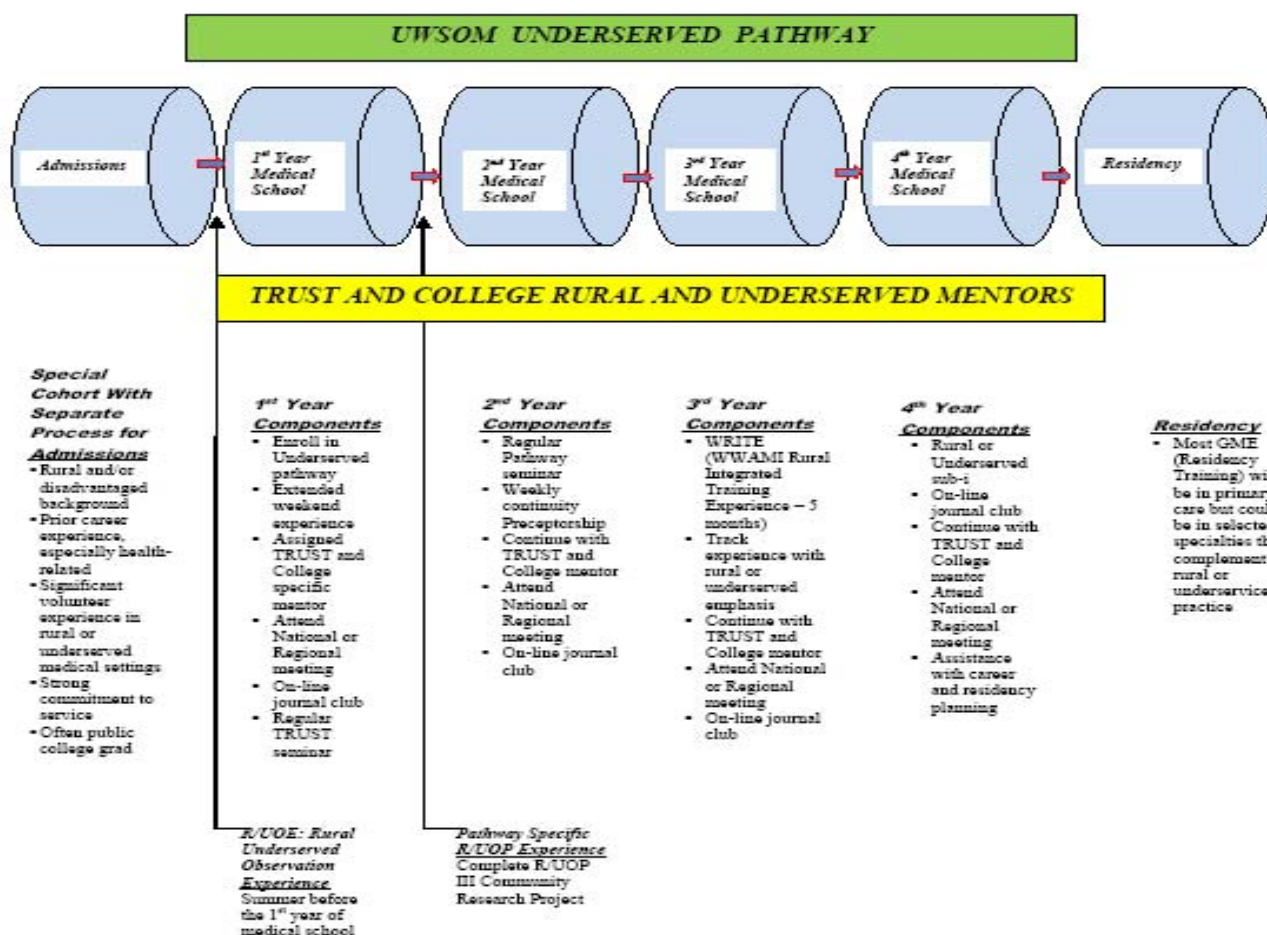 UWSOM UNDERSERVED PATHWAY
Admissions
1st Year
Medical
School
2nd Year
Medical
School
3rd Year
Medical
School
4th Year
Medical
School
Residency
TRUST AND COLLEGE RURAL AND UNDERSERVED MENTORS
Special
Cohort With
Separate
Process for
Admissions
▪ Rural and/or
disadvantaged
background
▪ Prior career
experience,
especially health-
related
▪ Significant
volunteer
experience in
rural or
underserved
medical settings
▪ Strong
commitment to
service
▪ Often public
college grad
1st Year
Components
▪ Enroll in
Underserved
pathway
▪ Extended
weekend
experience
▪ Assigned
TRUST and
College
specific
mentor
▪ Attend
National or
Regional
meeting
▪ On-line
journal club
▪ Regular
TRUST
seminar
2nd Year
Components
▪ Regular
Pathway
seminar
▪ Weekly
continuity
Preceptorship
▪ Continue with
TRUST and
College mentor
▪ Attend
National or
Regional
meeting
▪ On-line journal
club
3rd Year
Components
▪ WRITE
(WWAMI Rural
Integrated
Training
Experience – 5
months)
▪ Track
experience with
rural or
underserved
emphasis
▪ Continue with
TRUST and
College mentor
▪ Attend National
or Regional
meeting
▪ On-line journal
club
4th Year
Components
▪ Rural or
Underserved
sub-i
▪ On-line
journal club
▪ Continue with
TRUST and
College
mentor
▪ Attend
National or
Regional
meeting
▪ Assistance
with career
and residency
planning
Residency
▪ Most GME
(Residency
Training)
be in primary
care but
be in selected
specialties
complement
rural or
practice
R/UOE: Rural
Underserved
Observation
Experience
Summer before
the 1st year of
medical school
Pathway Specific
R/UOP Experience
Complete R/UOP
III Community
Research Project